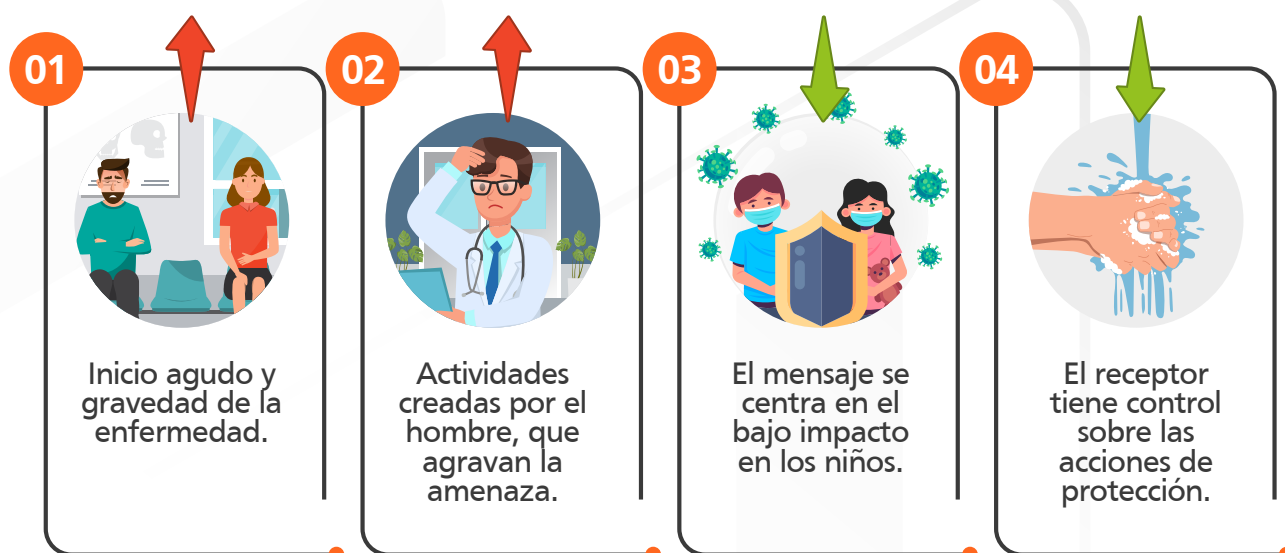 01
Inicio agudo y
gravedad de la
enfermedad.
02
Actividades
creadas por el
hombre, que
agravan la
amenaza.
03
El mensaje se
centra en el
bajo impacto
en los niños.
04
El receptor
tiene control
sobre las
acciones de
protección.